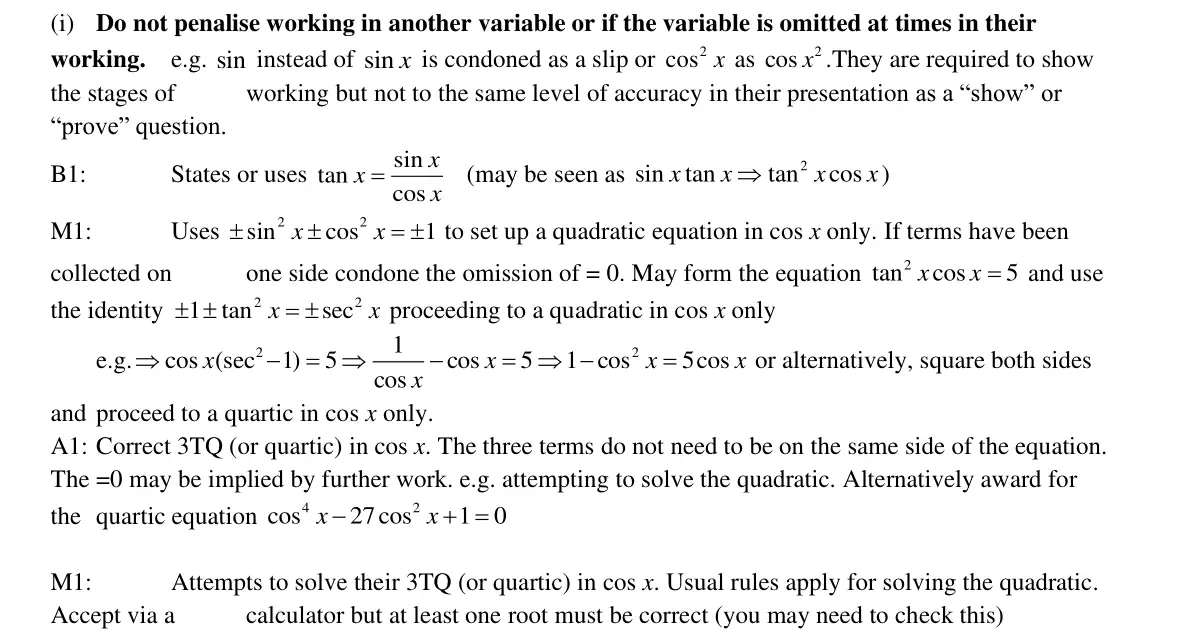 (i) Do not penalise working in another variable or if the variable is omitted at times in their
working. e.g. sin instead of sin x is condoned as a slip or cos² x as cos x² .They are required to show
the stages of working but not to the same level of accuracy in their presentation as a “show” or
“prove” question.
B1: States or uses tan x = sin x / cos x (may be seen as sin x tan x ⇒ tan² x cos x)
M1: Uses ± sin² x ± cos² x = ±1 to set up a quadratic equation in cos x only. If terms have been
collected on one side condone the omission of = 0. May form the equation tan² x cos x = 5 and use
the identity ±1 ± tan² x = ± sec² x proceeding to a quadratic in cos x only
e.g. ⇒ cos x(sec² − 1) = 5 ⇒ 1 / cos x − cos x = 5 ⇒ 1 − cos² x = 5 cos x or alternatively, square both sides
and proceed to a quartic in cos x only.
A1: Correct 3TQ (or quartic) in cos x. The three terms do not need to be on the same side of the equation.
The =0 may be implied by further work. e.g. attempting to solve the quadratic. Alternatively award for
the quartic equation cos⁴ x − 27 cos² x + 1 = 0
M1: Attempts to solve their 3TQ (or quartic) in cos x. Usual rules apply for solving the quadratic.
Accept via a calculator but at least one root must be correct (you may need to check this)